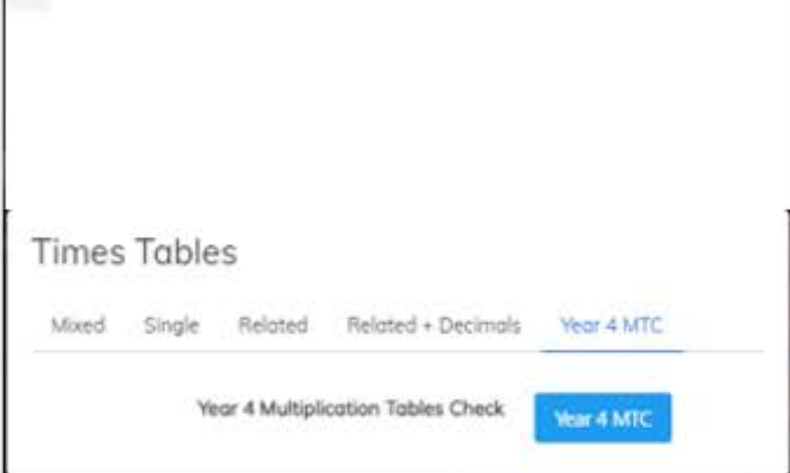 Times Tables
Mixed Single Related Related + Decimals Year 4 MTC
Year 4 Multiplication Tables Check Year 4 MTC